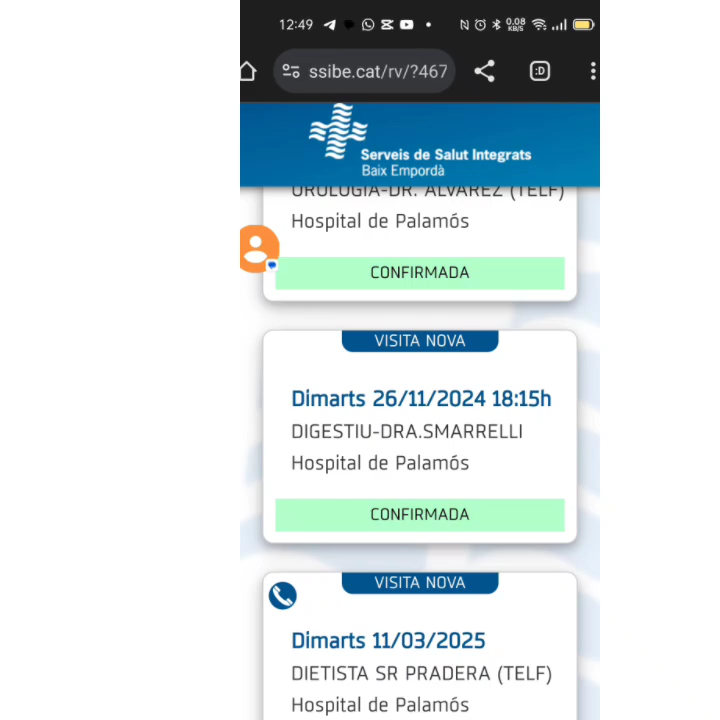 12:49
0.08
KB/S
ssibe.cat/rv/?467
:D
Serveis de Salut Integrats
Baix Empordà
UROLOGIA-DR. ALVAREZ (TELF)
Hospital de Palamós
CONFIRMADA
VISITA NOVA
Dimarts 26/11/2024 18:15h
DIGESTIU-DRA.SMARRELLI
Hospital de Palamós
CONFIRMADA
VISITA NOVA
Dimarts 11/03/2025
DIETISTA SR PRADERA (TELF)
Hospital de Palamós